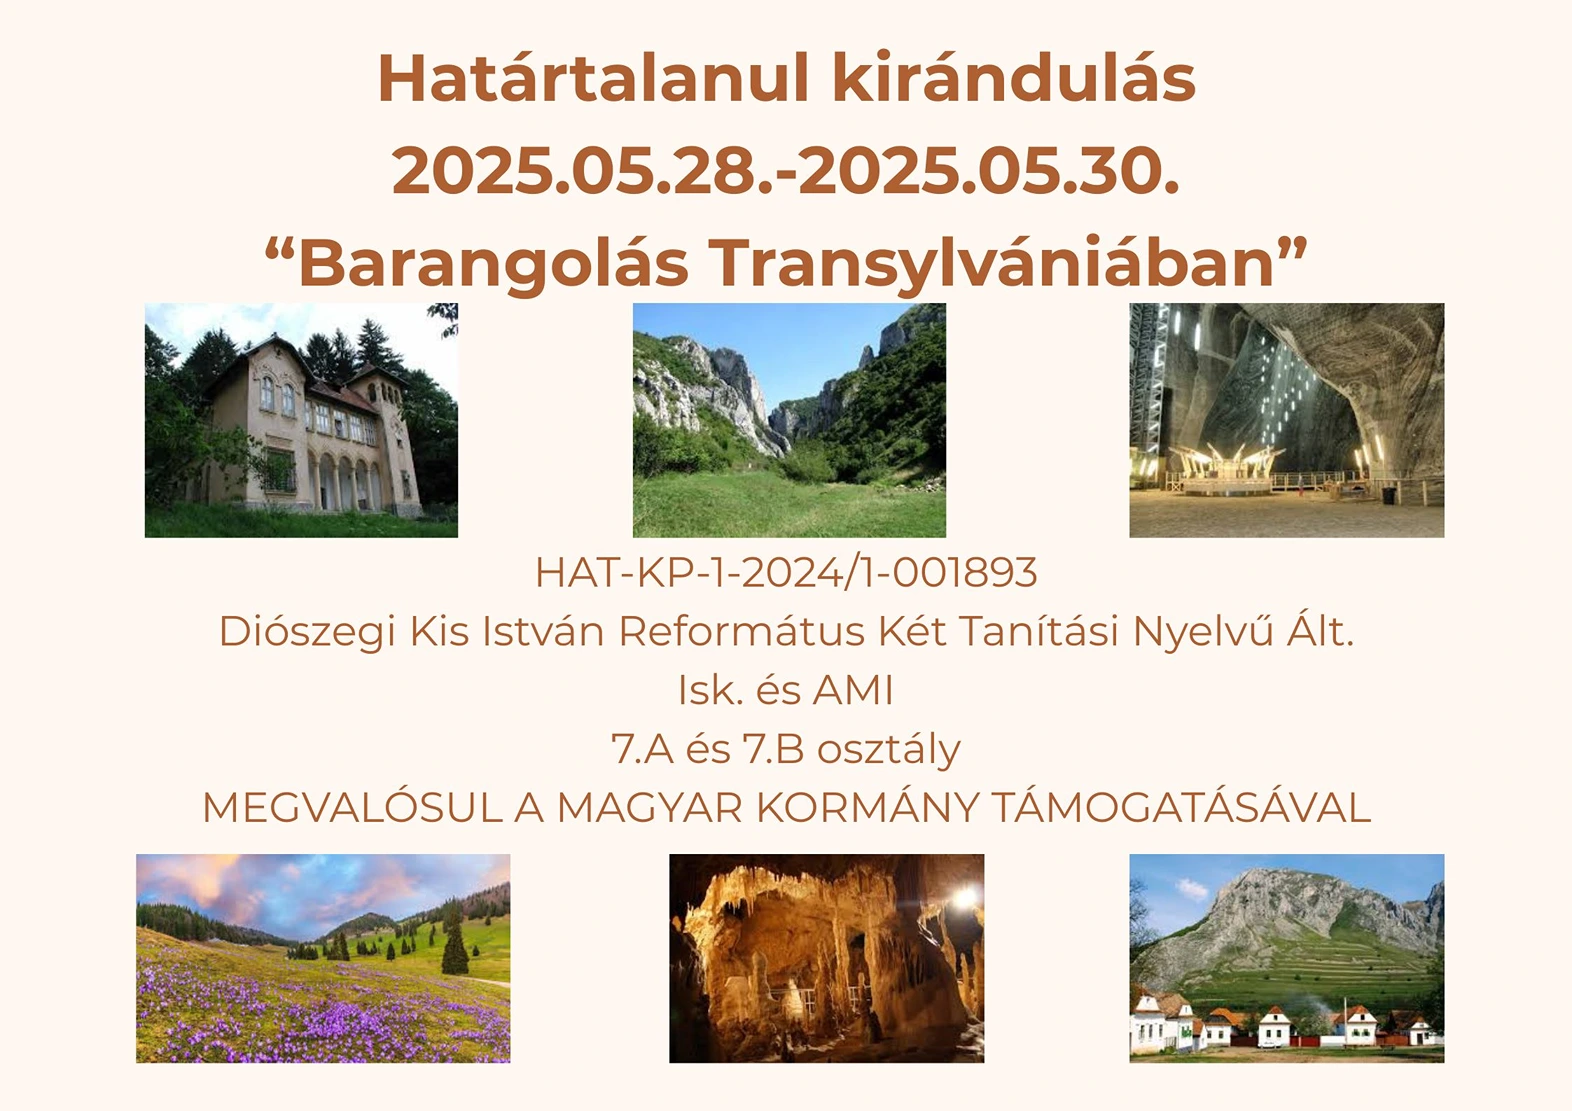 Határtalanul kirándulás
2025.05.28.-2025.05.30.
“Barangolás Transylvániában”
HAT-KP-1-2024/1-001893
Diószegi Kis István Református Két Tanítási Nyelvű Ált.
Isk. és AMI
7.A és 7.B osztály
MEGVALÓSUL A MAGYAR KORMÁNY TÁMOGATÁSÁVAL